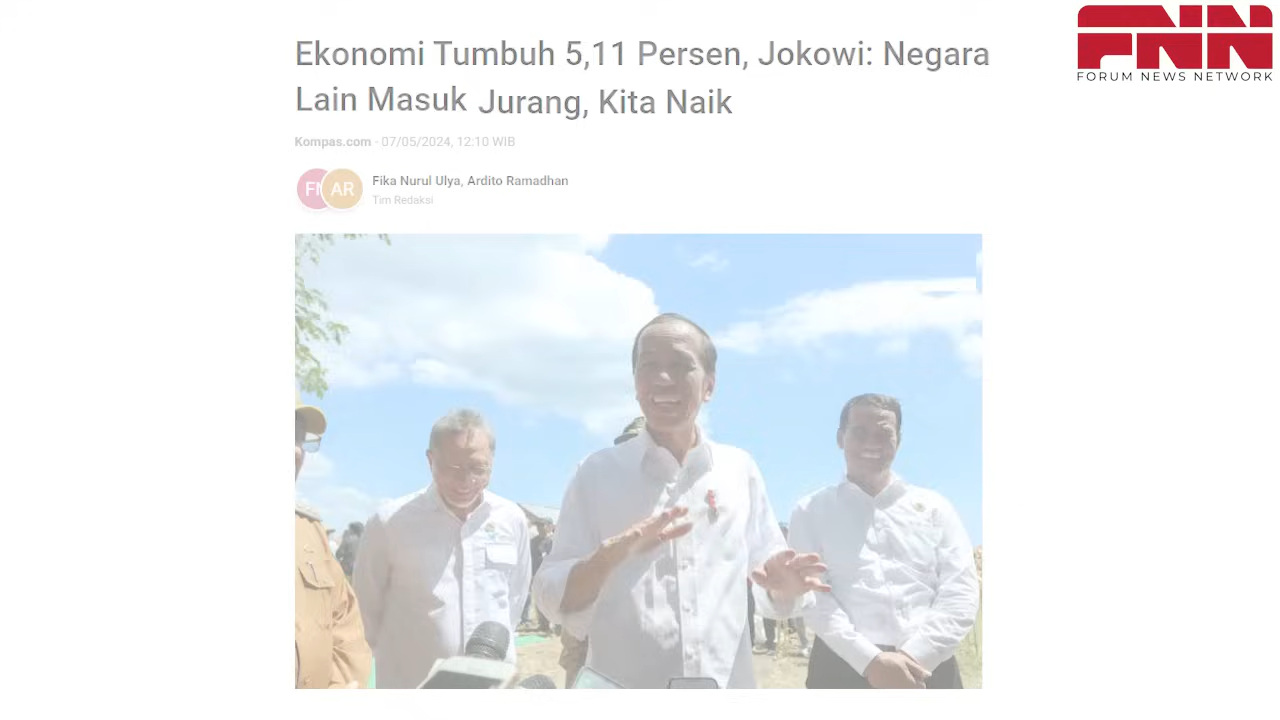 FNN
FORUM NEWS NETWORK
Ekonomi Tumbuh 5,11 Persen, Jokowi: Negara
Lain Masuk Jurang, Kita Naik
Kompas.com - 07/05/2024, 12:10 WIB
AR
Fika Nurul Ulya, Ardito Ramadhan
Tim Redaksi